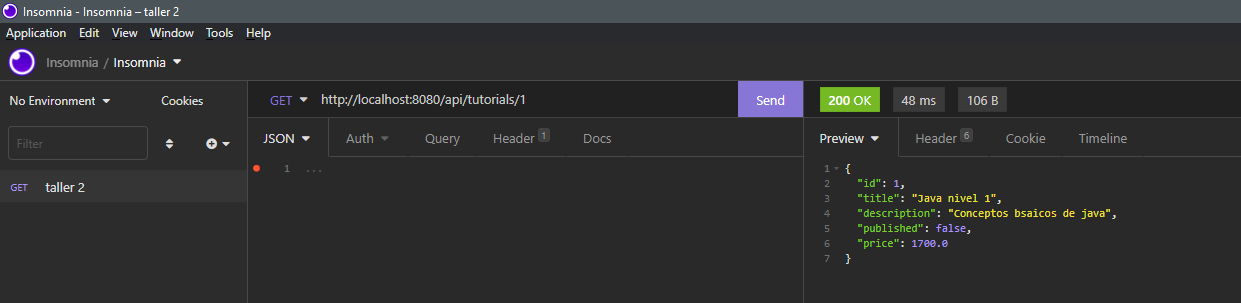 Insomnia - Insomnia – taller 2
Application Edit View Window Tools Help
Insomnia / Insomnia
No Environment Cookies
GET http://localhost:8080/api/tutorials/1 Send
200 OK 48 ms 106 B
Filter
JSON Auth Query Header 1 Docs
Preview Header 6 Cookie Timeline
GET taller 2
1 ...
1 {
2 "id": 1,
3 "title": "Java nivel 1",
4 "description": "Conceptos bsaicos de java",
5 "published": false,
6 "price": 1700.0
7 }